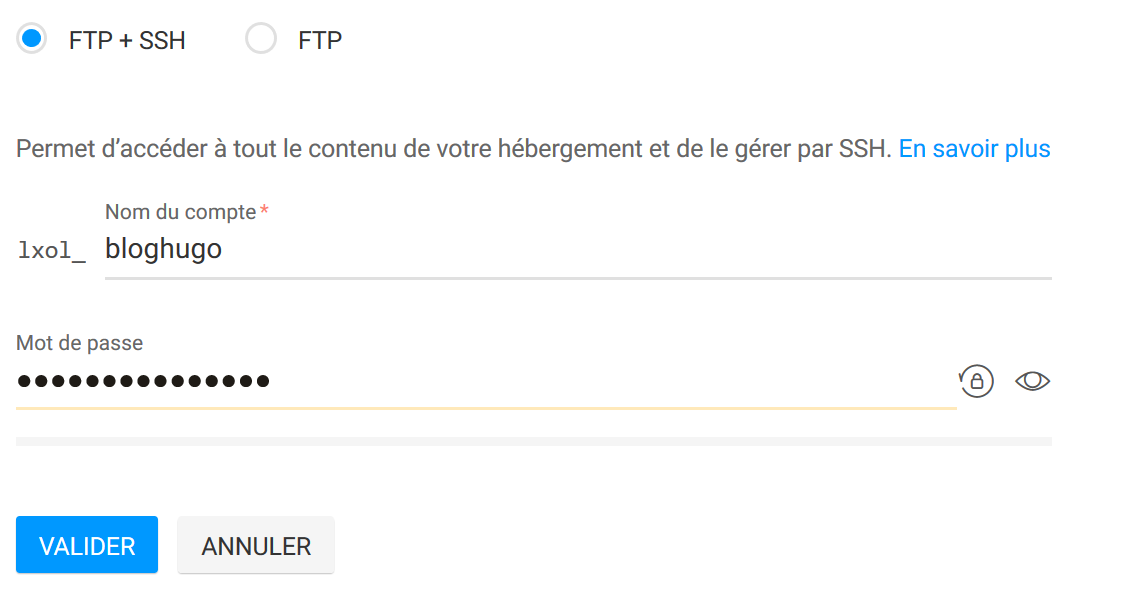 FTP + SSH FTP
Permet d’accéder à tout le contenu de votre hébergement et de le gérer par SSH. En savoir plus
Nom du compte*
lxol_ bloghugo
Mot de passe
•••••••••••••••
VALIDER ANNULER